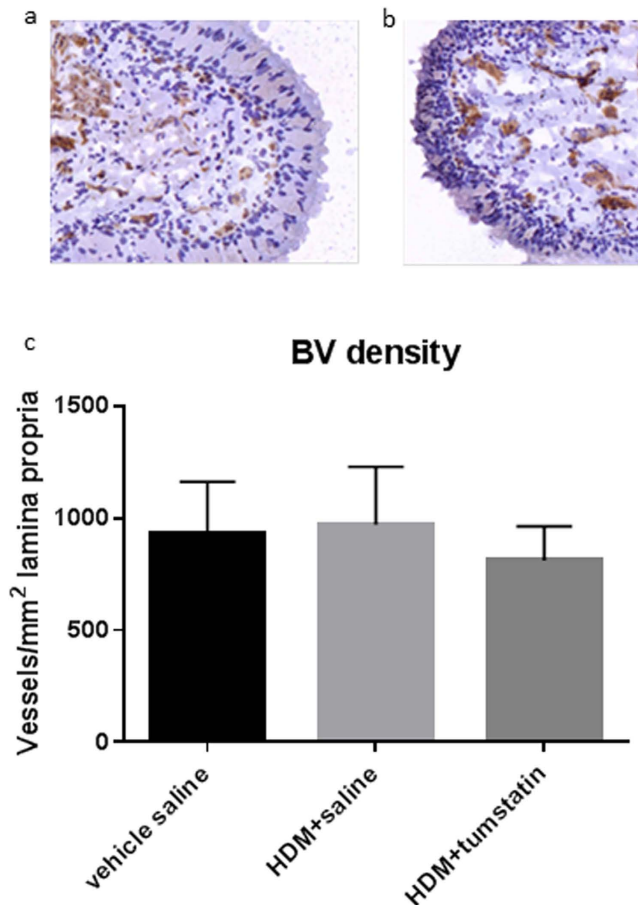 a
b
c
BV density
Vessels/mm² lamina propria
1500
1000
500
0
vehicle saline
HDM+saline
HDM+tumstatin